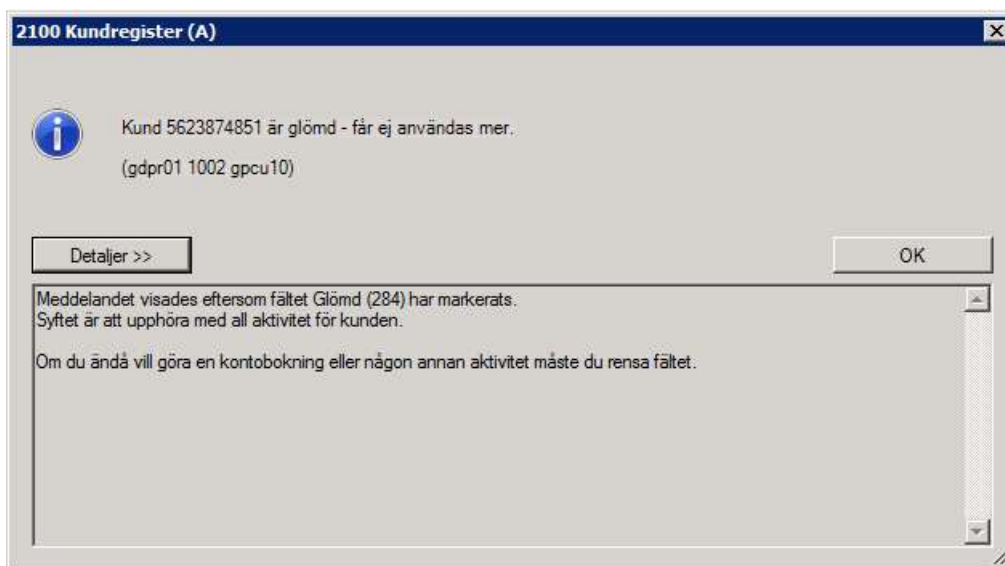 2100 Kundregister (A)
Kund 5623874851 är glömd - får ej användas mer.
(gdpr01 1002 gpcu10)
Detaljer >>
OK
Meddelandet visades eftersom fältet Glömd (284) har markerats.
Syftet är att upphöra med all aktivitet för kunden.
Om du ändå vill göra en kontobokning eller någon annan aktivitet måste du rensa fältet.